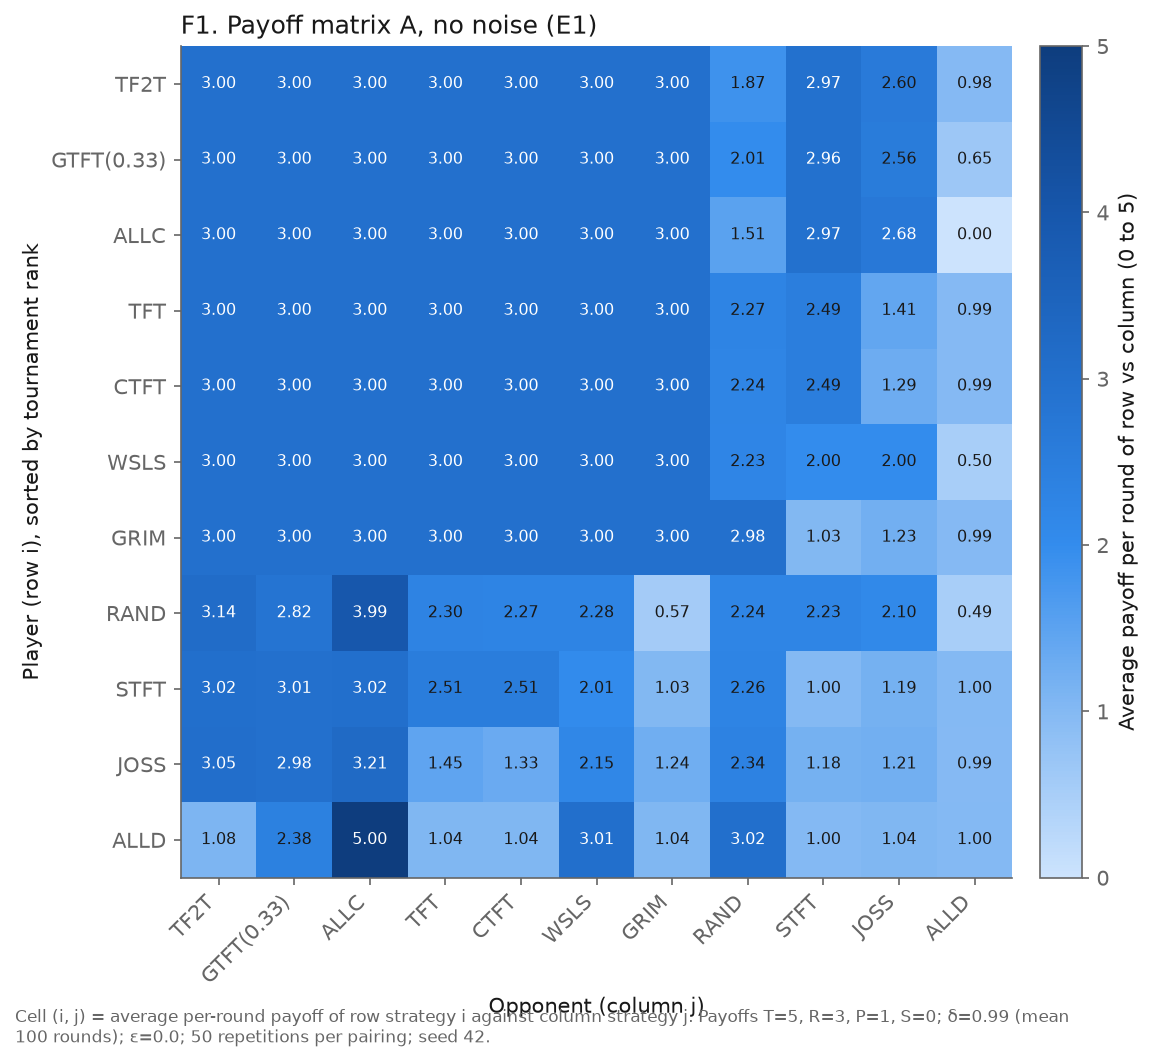 F1. Payoff matrix A, no noise (E1)
TF2T 3.00 3.00 3.00 3.00 3.00 3.00 3.00 1.87 2.97 2.60 0.98
GTFT(0.33) 3.00 3.00 3.00 3.00 3.00 3.00 3.00 2.01 2.96 2.56 0.65
ALLC 3.00 3.00 3.00 3.00 3.00 3.00 3.00 1.51 2.97 2.68 0.00
TFT 3.00 3.00 3.00 3.00 3.00 3.00 3.00 2.27 2.49 1.41 0.99
CTFT 3.00 3.00 3.00 3.00 3.00 3.00 3.00 2.24 2.49 1.29 0.99
WSLS 3.00 3.00 3.00 3.00 3.00 3.00 3.00 2.23 2.00 2.00 0.50
GRIM 3.00 3.00 3.00 3.00 3.00 3.00 3.00 2.98 1.03 1.23 0.99
RAND 3.14 2.82 3.99 2.30 2.27 2.28 0.57 2.24 2.23 2.10 0.49
STFT 3.02 3.01 3.02 2.51 2.51 2.01 1.03 2.26 1.00 1.19 1.00
JOSS 3.05 2.98 3.21 1.45 1.33 2.15 1.24 2.34 1.18 1.21 0.99
ALLD 1.08 2.38 5.00 1.04 1.04 3.01 1.04 3.02 1.00 1.04 1.00
TF2T GTFT(0.33) ALLC TFT CTFT WSLS GRIM RAND STFT JOSS ALLD
Player (row i), sorted by tournament rank
Opponent (column j)
5
4
3
2
1
0
Average payoff per round of row vs column (0 to 5)
Cell (i, j) = average per-round payoff of row strategy i against column strategy j. Payoffs T=5, R=3, P=1, S=0; δ=0.99 (mean
100 rounds); ε=0.0; 50 repetitions per pairing; seed 42.